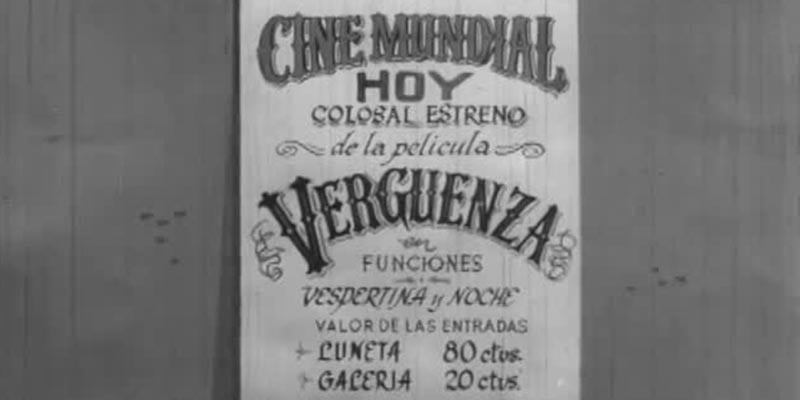 CINE MUNDIAL
HOY
COLOSAL ESTRENO
de la pelicula
VERGUENZA
en
FUNCIONES
VESPERTINA y NOCHE
VALOR DE LAS ENTRADAS
LUNETA 80 ctvs.
GALERIA 20 ctvs.